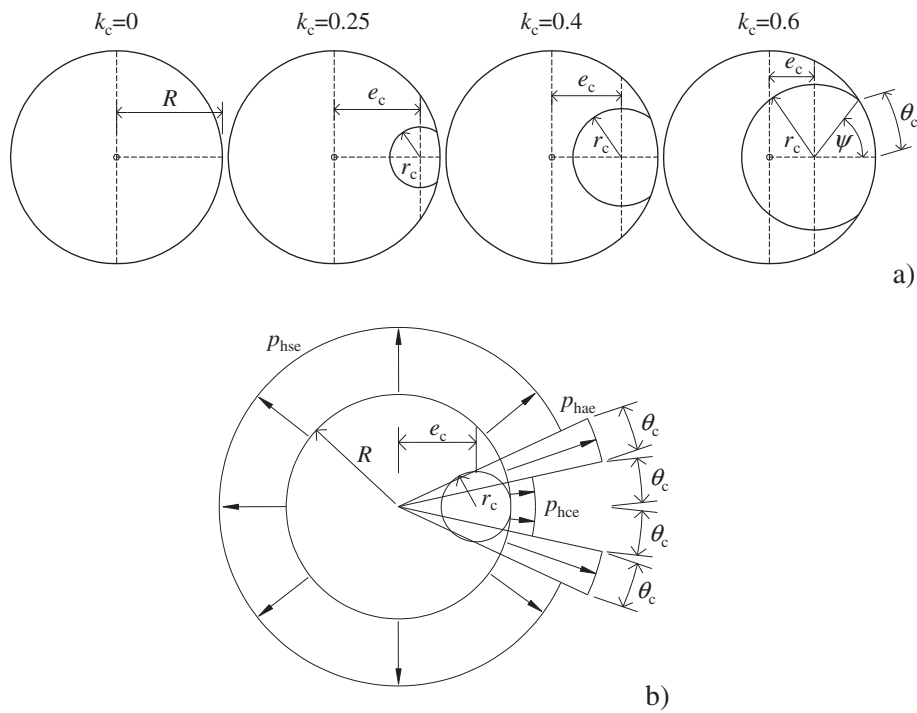 k_c=0
k_c=0.25
k_c=0.4
k_c=0.6
R
e_c
r_c
e_c
r_c
e_c
r_c
ψ
θ_c
a)
p_hse
R
e_c
r_c
p_hae
p_hce
θ_c
θ_c
θ_c
θ_c
b)